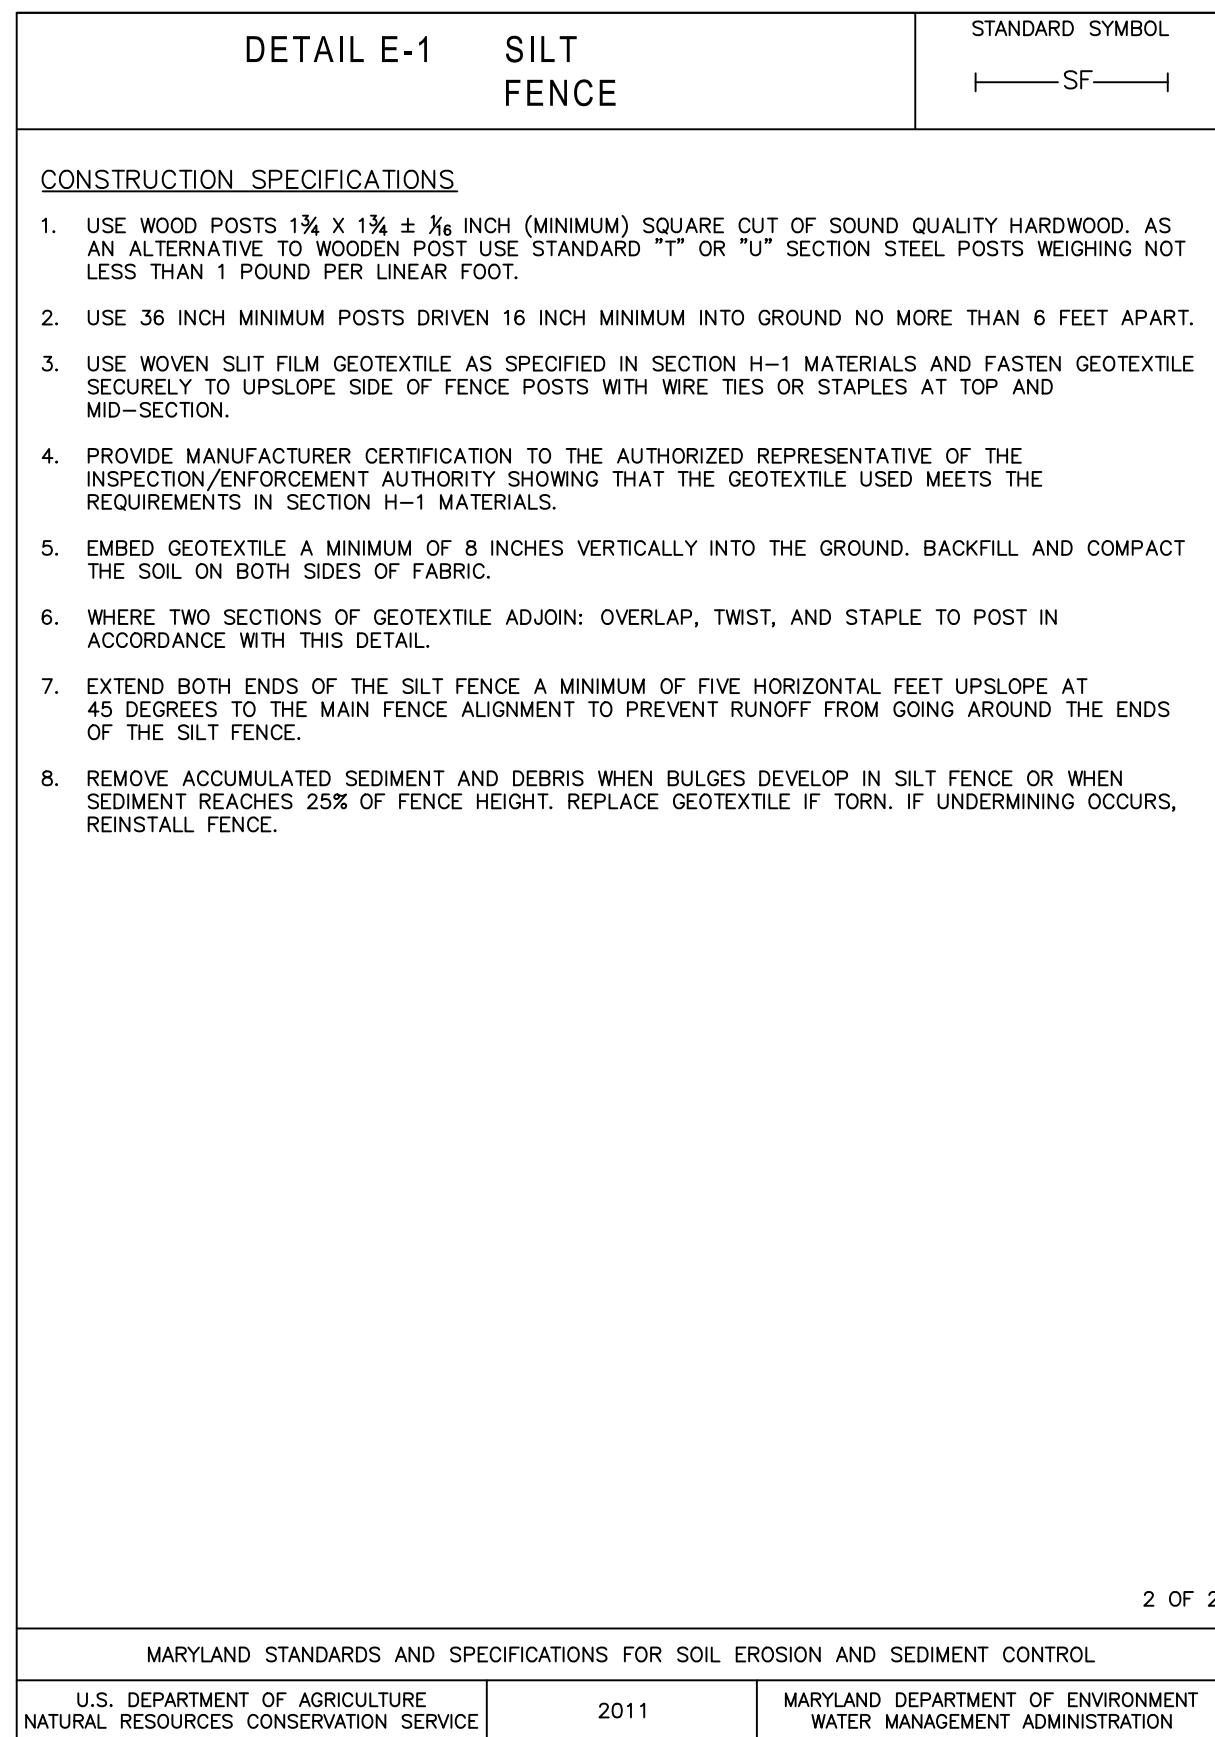 DETAIL E-1 SILT
FENCE
STANDARD SYMBOL
SF
CONSTRUCTION SPECIFICATIONS
1. USE WOOD POSTS 1¾ X 1¾ ± 1⁄16 INCH (MINIMUM) SQUARE CUT OF SOUND QUALITY HARDWOOD. AS
AN ALTERNATIVE TO WOODEN POST USE STANDARD "T" OR "U" SECTION STEEL POSTS WEIGHING NOT
LESS THAN 1 POUND PER LINEAR FOOT.
2. USE 36 INCH MINIMUM POSTS DRIVEN 16 INCH MINIMUM INTO GROUND NO MORE THAN 6 FEET APART.
3. USE WOVEN SLIT FILM GEOTEXTILE AS SPECIFIED IN SECTION H-1 MATERIALS AND FASTEN GEOTEXTILE
SECURELY TO UPSLOPE SIDE OF FENCE POSTS WITH WIRE TIES OR STAPLES AT TOP AND
MID-SECTION.
4. PROVIDE MANUFACTURER CERTIFICATION TO THE AUTHORIZED REPRESENTATIVE OF THE
INSPECTION/ENFORCEMENT AUTHORITY SHOWING THAT THE GEOTEXTILE USED MEETS THE
REQUIREMENTS IN SECTION H-1 MATERIALS.
5. EMBED GEOTEXTILE A MINIMUM OF 8 INCHES VERTICALLY INTO THE GROUND. BACKFILL AND COMPACT
THE SOIL ON BOTH SIDES OF FABRIC.
6. WHERE TWO SECTIONS OF GEOTEXTILE ADJOIN: OVERLAP, TWIST, AND STAPLE TO POST IN
ACCORDANCE WITH THIS DETAIL.
7. EXTEND BOTH ENDS OF THE SILT FENCE A MINIMUM OF FIVE HORIZONTAL FEET UPSLOPE AT
45 DEGREES TO THE MAIN FENCE ALIGNMENT TO PREVENT RUNOFF FROM GOING AROUND THE ENDS
OF THE SILT FENCE.
8. REMOVE ACCUMULATED SEDIMENT AND DEBRIS WHEN BULGES DEVELOP IN SILT FENCE OR WHEN
SEDIMENT REACHES 25% OF FENCE HEIGHT. REPLACE GEOTEXTILE IF TORN. IF UNDERMINING OCCURS,
REINSTALL FENCE.
2 OF 2
MARYLAND STANDARDS AND SPECIFICATIONS FOR SOIL EROSION AND SEDIMENT CONTROL
U.S. DEPARTMENT OF AGRICULTURE
NATURAL RESOURCES CONSERVATION SERVICE
2011
MARYLAND DEPARTMENT OF ENVIRONMENT
WATER MANAGEMENT ADMINISTRATION